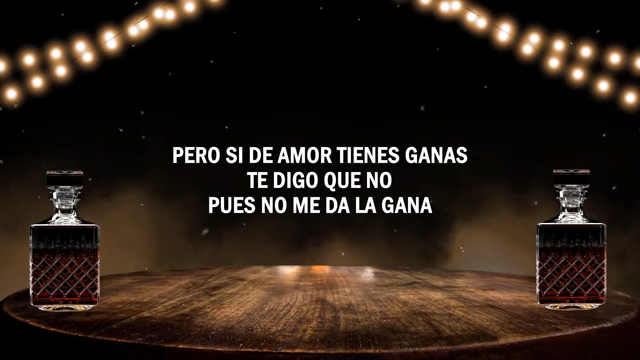 PERO SI DE AMOR TIENES GANAS
TE DIGO QUE NO
PUES NO ME DA LA GANA